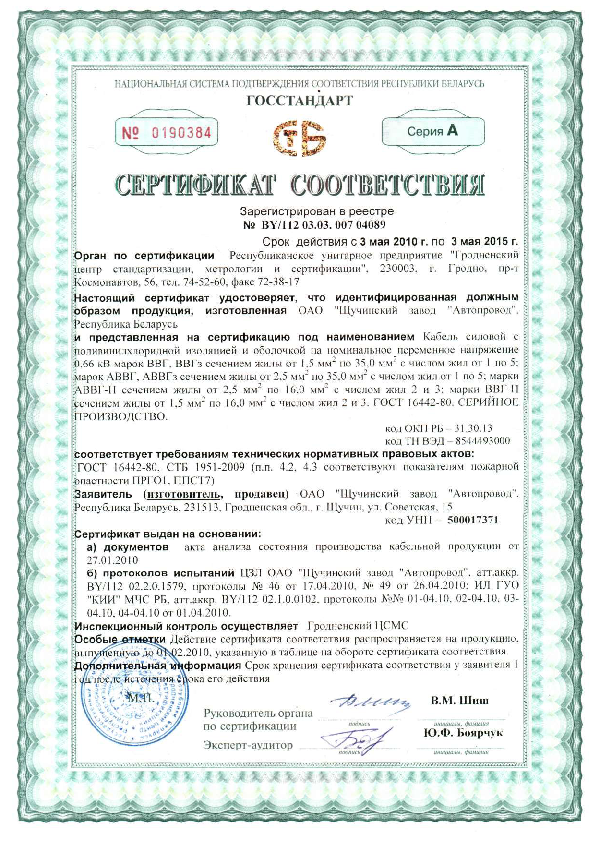 НАЦИОНАЛЬНАЯ СИСТЕМА ПОДТВЕРЖДЕНИЯ СООТВЕТСТВИЯ РЕСПУБЛИКИ БЕЛАРУСЬ
ГОССТАНДАРТ
№ 0190384
СТБ
Серия А
СЕРТИФИКАТ СООТВЕТСТВИЯ
Зарегистрирован в реестре
№ BY/112 03.03. 007 04089
Срок действия с 3 мая 2010 г. по 3 мая 2015 г.
Орган по сертификации Республиканское унитарное предприятие "Гродненский
центр стандартизации, метрологии и сертификации", 230003, г. Гродно, пр-т
Космонавтов, 56, тел. 74-52-60, факс 72-38-17
Настоящий сертификат удостоверяет, что идентифицированная должным
образом продукция, изготовленная ОАО "Щучинский завод "Автопровод",
Республика Беларусь
и представленная на сертификацию под наименованием Кабель силовой с
поливинилхлоридной изоляцией и оболочкой на номинальное переменное напряжение
0,66 кВ марок ВВГ, ВВГз сечением жилы от 1,5 мм² по 35,0 мм² с числом жил от 1 по 5;
марок АВВГ, АВВГз сечением жилы от 2,5 мм² по 35,0 мм² с числом жил от 1 по 5; марки
АВВГ-П сечением жилы от 2,5 мм² по 16,0 мм² с числом жил 2 и 3; марки ВВГ-П
сечением жилы от 1,5 мм² по 16,0 мм² с числом жил 2 и 3. ГОСТ 16442-80. СЕРИЙНОЕ
ПРОИЗВОДСТВО.
код ОКП РБ – 31.30.13
код ТН ВЭД – 8544493000
соответствует требованиям технических нормативных правовых актов:
ГОСТ 16442-80, СТБ 1951-2009 (п.п. 4.2, 4.3 соответствуют показателям пожарной
опастности ПРГО1, ППСТ7)
Заявитель (изготовитель, продавец) ОАО "Щучинский завод "Автопровод",
Республика Беларусь, 231513, Гродненская обл., г. Щучин, ул. Советская, 15
код УНН – 500017371
Сертификат выдан на основании:
а) документов акта анализа состояния производства кабельной продукции от
27.01.2010
б) протоколов испытаний ЦЗЛ ОАО "Щучинский завод "Автопровод", атт.аккр.
BY/112 02.2.0.1579, протоколы № 46 от 17.04.2010, № 49 от 26.04.2010; ИЛ ГУО
"КИИ" МЧС РБ, атт.аккр. BY/112 02.1.0.0102, протоколы №№ 01-04.10, 02-04.10, 03-
04.10, 04-04.10 от 01.04.2010.
Инспекционный контроль осуществляет Гродненский ЦСМС
Особые отметки Действие сертификата соответствия распространяется на продукцию,
выпущенную до 01.02.2010, указанную в таблице на обороте сертификата соответствия.
Дополнительная информация Срок хранения сертификата соответствия у заявителя 1
год после истечения срока его действия
М.П.
Руководитель органа
по сертификации
подпись
В.М. Шиш
инициалы, фамилия
Эксперт-аудитор
подпись
Ю.Ф. Боярчук
инициалы, фамилия